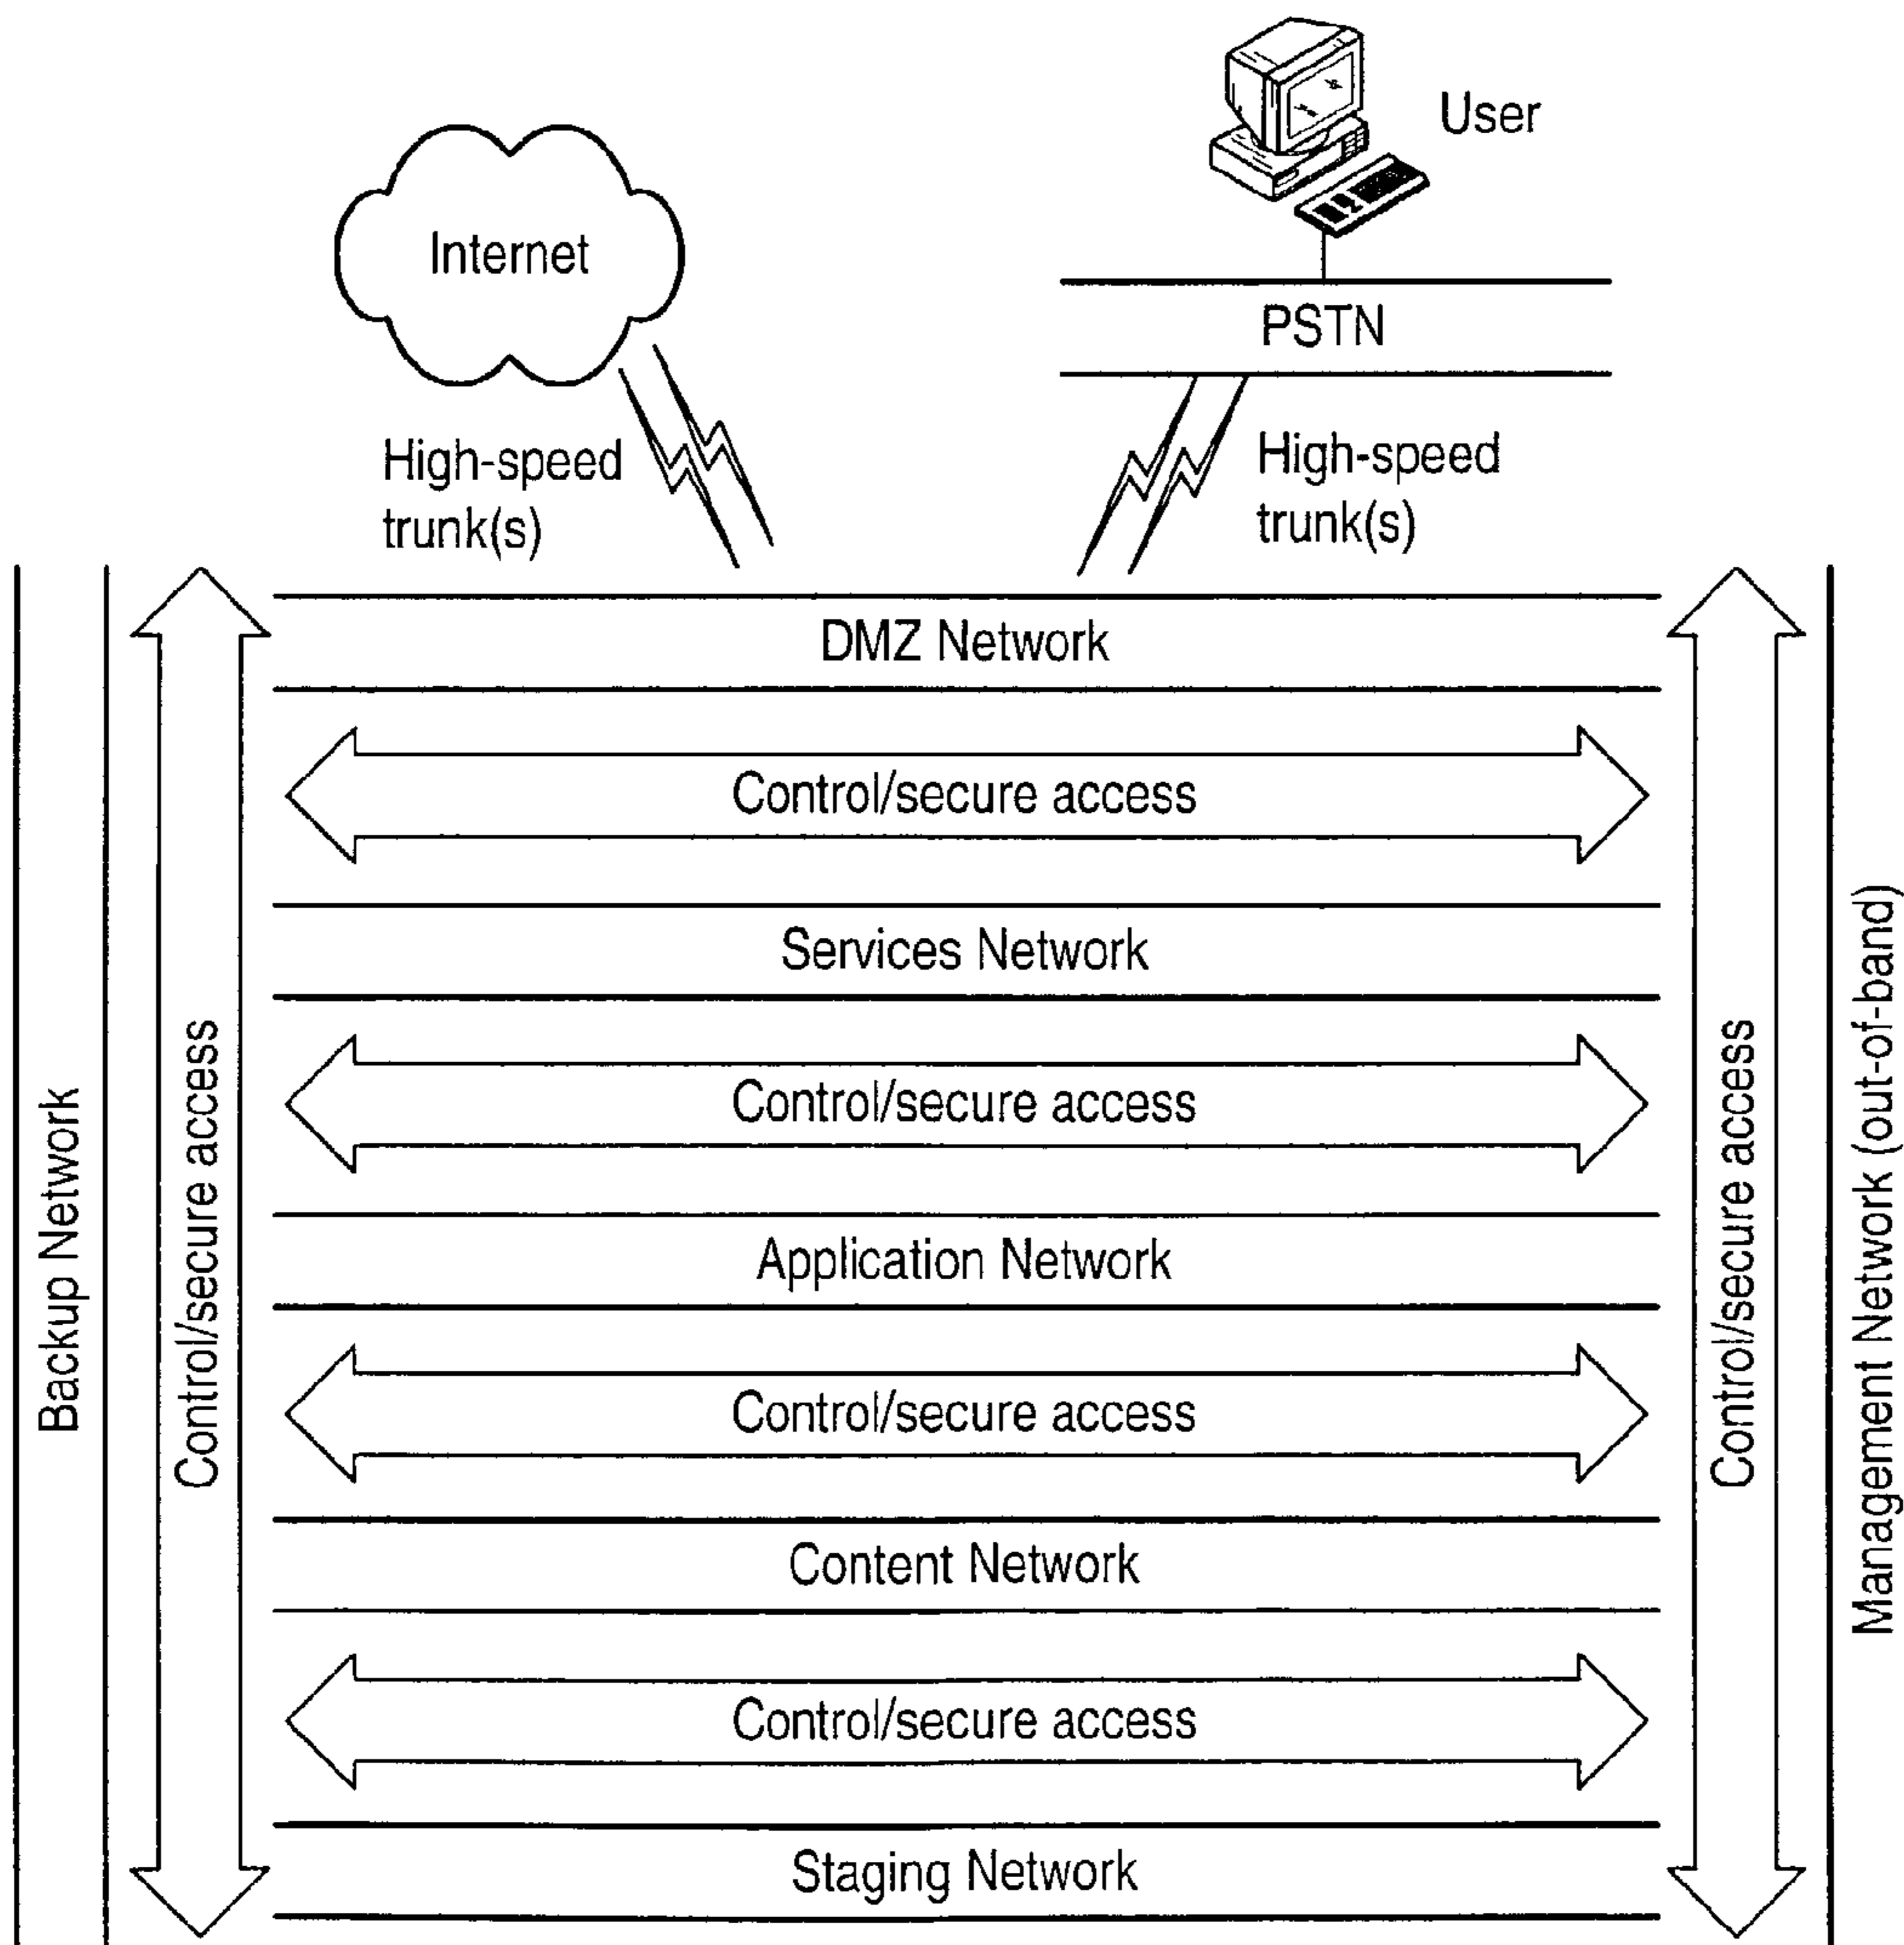 User
Internet
PSTN
High-speed
trunk(s)
High-speed
trunk(s)
DMZ Network
Control/secure access
Services Network
Control/secure access
Application Network
Control/secure access
Content Network
Control/secure access
Staging Network
Backup Network
Control/secure access
Control/secure access
Management Network (out-of-band)